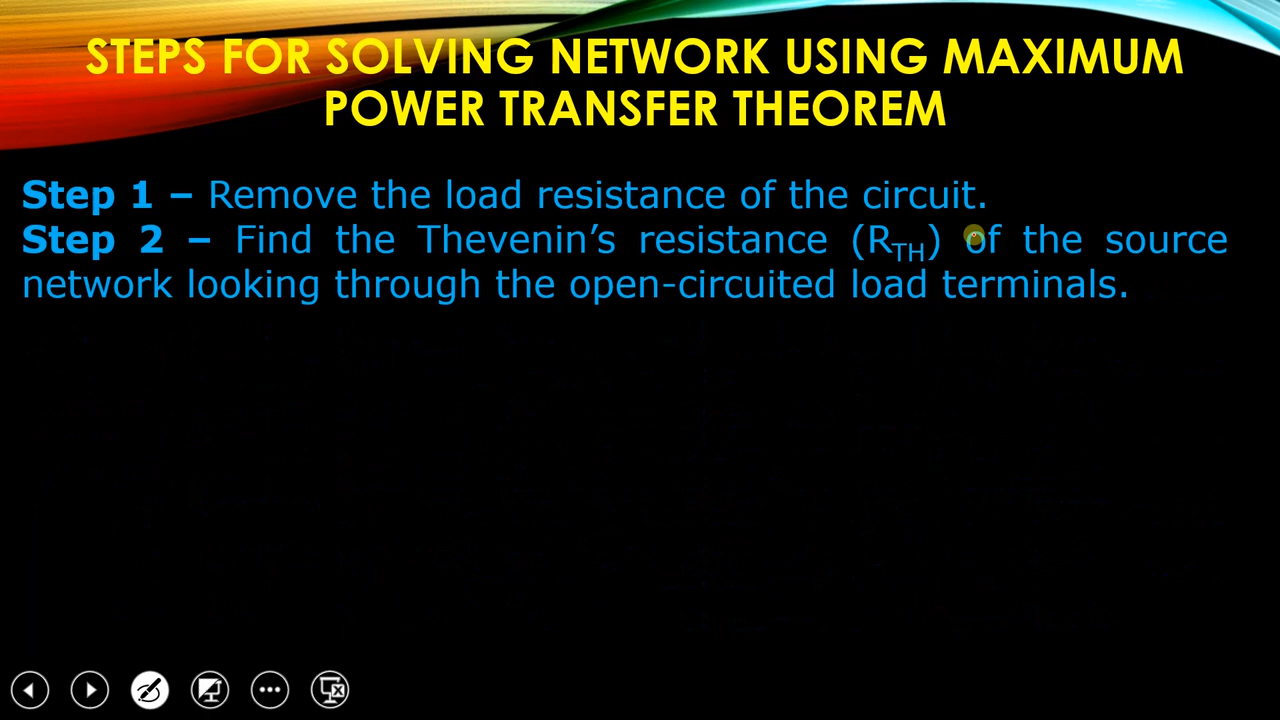 STEPS FOR SOLVING NETWORK USING MAXIMUM
POWER TRANSFER THEOREM
Step 1 – Remove the load resistance of the circuit.
Step 2 – Find the Thevenin’s resistance (RTH) of the source
network looking through the open-circuited load terminals.